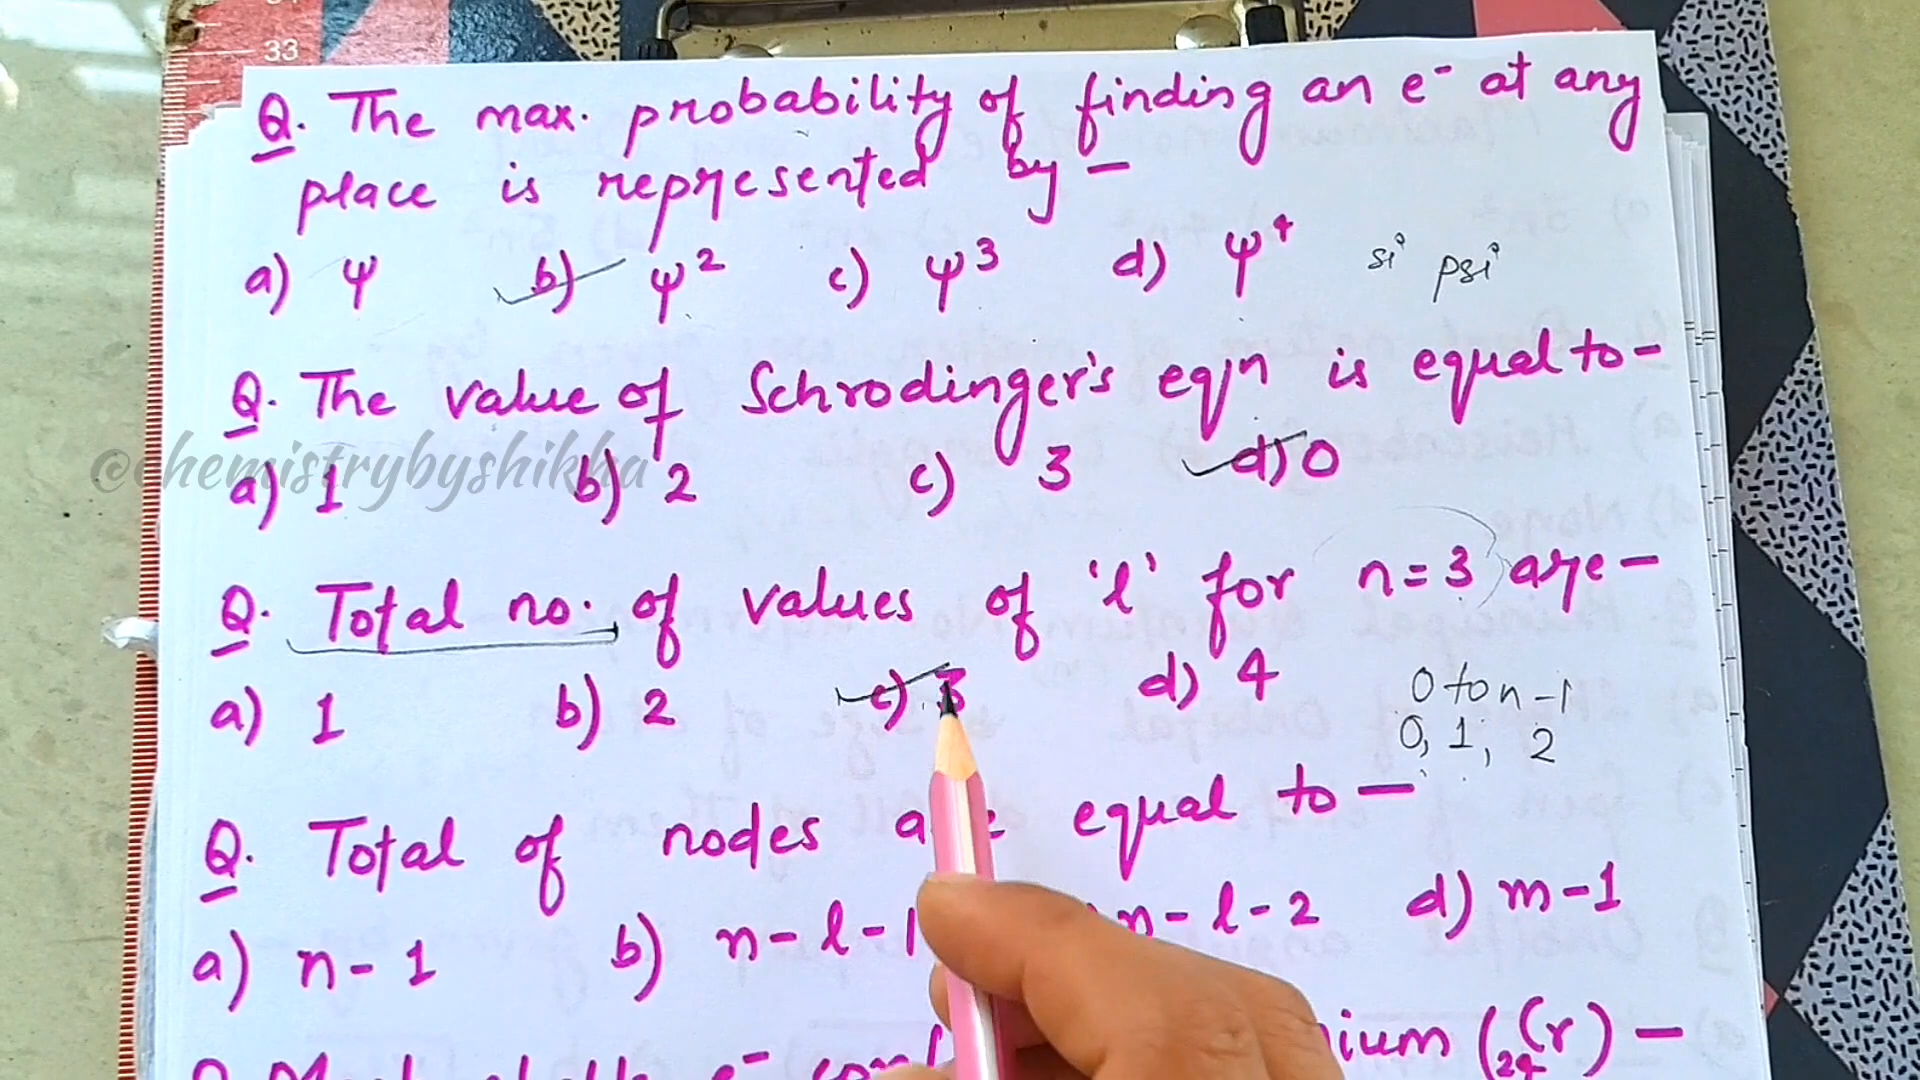 33
Q. The max. probability of finding an e- at any
place is represented by -
a) ψ b) ψ2 c) ψ3 d) ψ4 si psi
Q. The value of Schrodinger's eqn is equal to -
@chemistrybyshikha
a) 1 b) 2 c) 3 d) 0
Q. Total no. of values of 'l' for n=3 are -
a) 1 b) 2 c) 3 d) 4 0 to n-1
0, 1, 2
Q. Total of nodes equal to -
a) n-1 b) n-l-1 n-l-2 d) m-1
Q. e- (24Cr) -